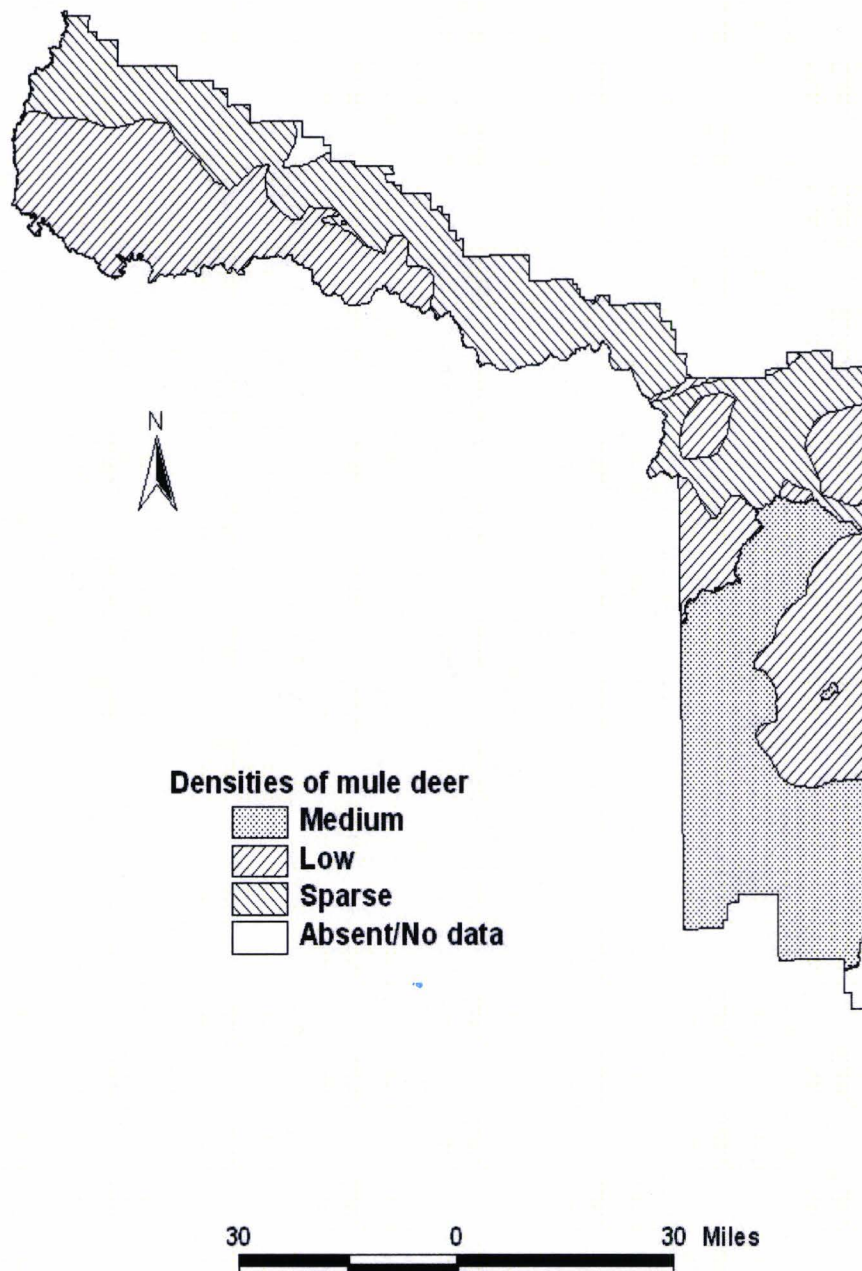 N
Densities of mule deer
Medium
Low
Sparse
Absent/No data
30 0 30 Miles